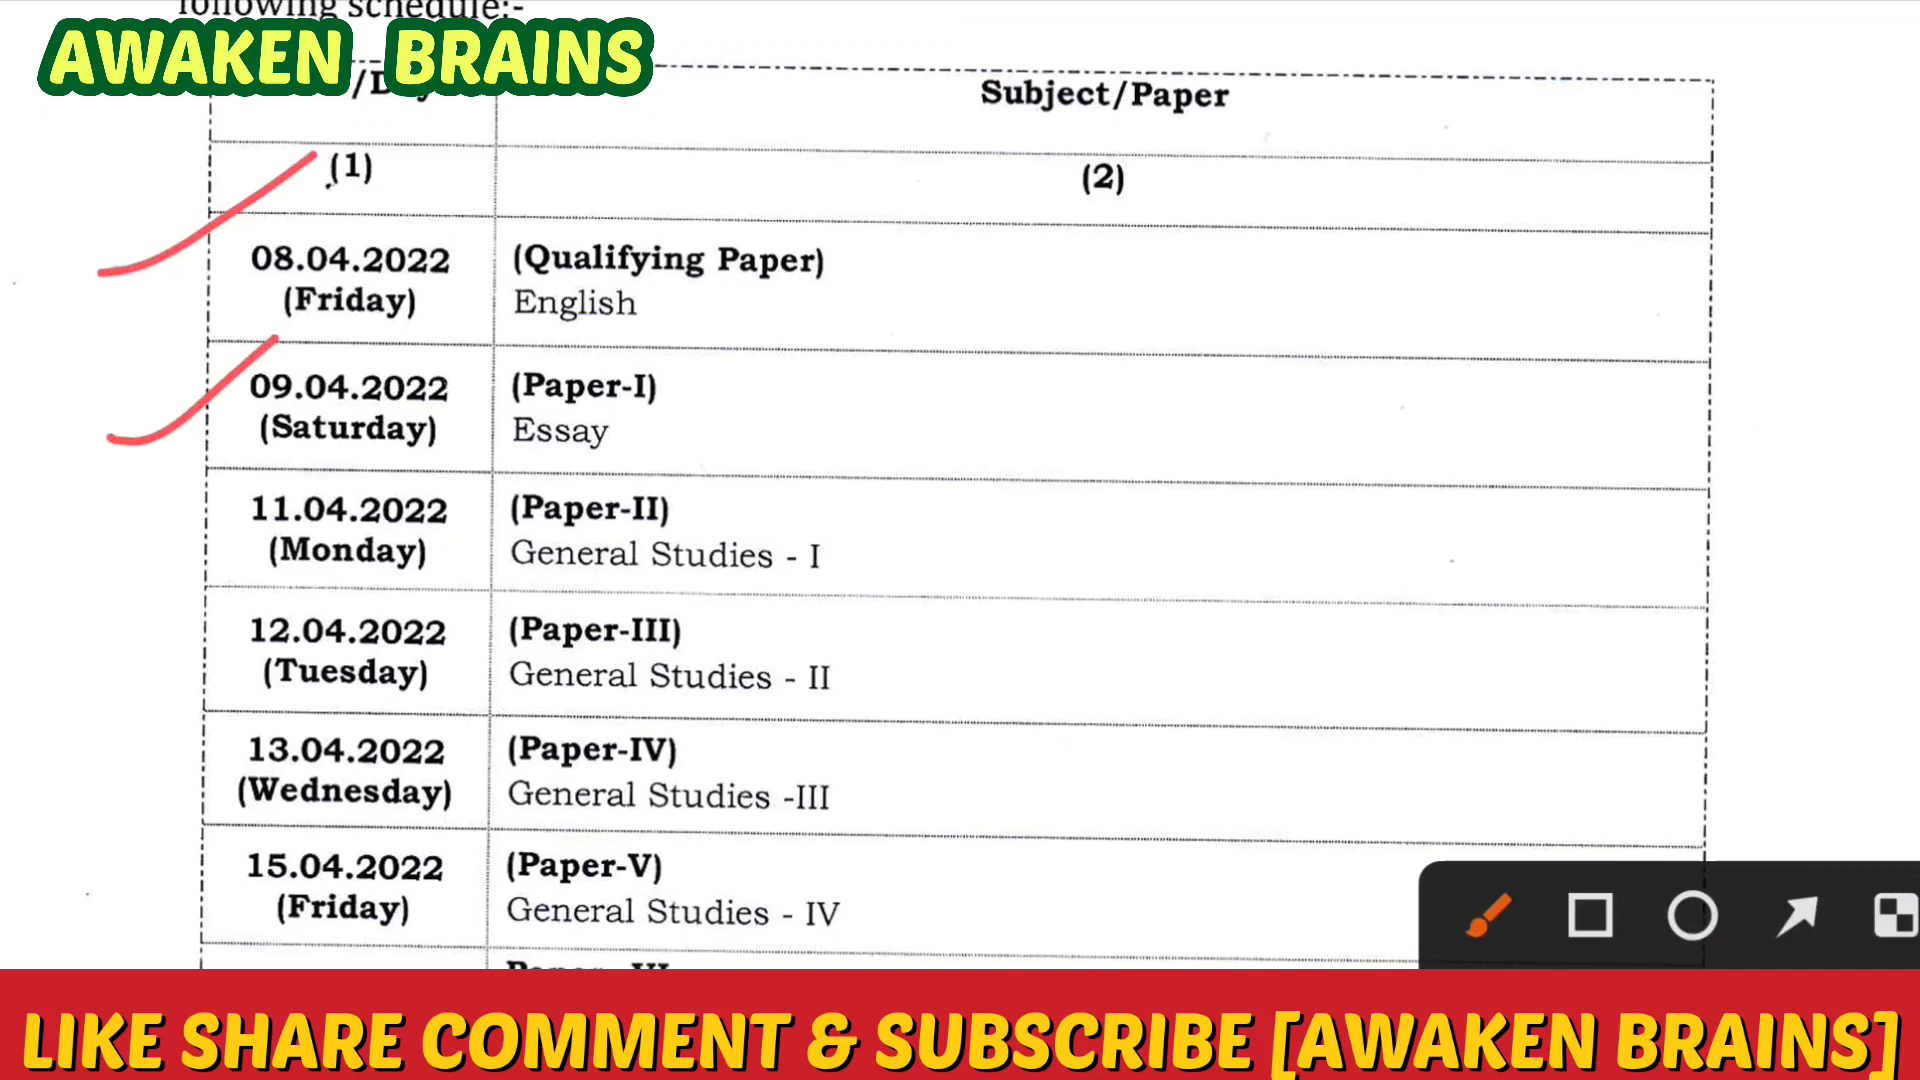 following schedule:-
AWAKEN BRAINS
Subject/Paper
(1)
(2)
08.04.2022
(Friday)
(Qualifying Paper)
English
09.04.2022
(Saturday)
(Paper-I)
Essay
11.04.2022
(Monday)
(Paper-II)
General Studies - I
12.04.2022
(Tuesday)
(Paper-III)
General Studies - II
13.04.2022
(Wednesday)
(Paper-IV)
General Studies -III
15.04.2022
(Friday)
(Paper-V)
General Studies - IV
LIKE SHARE COMMENT & SUBSCRIBE [AWAKEN BRAINS]